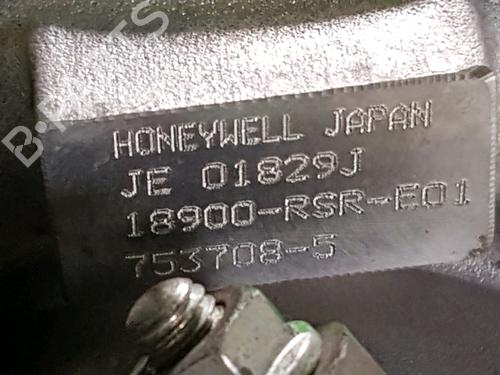 HONEYWELL JAPAN
JE 01829J
18900-RSR-E01
753708-5